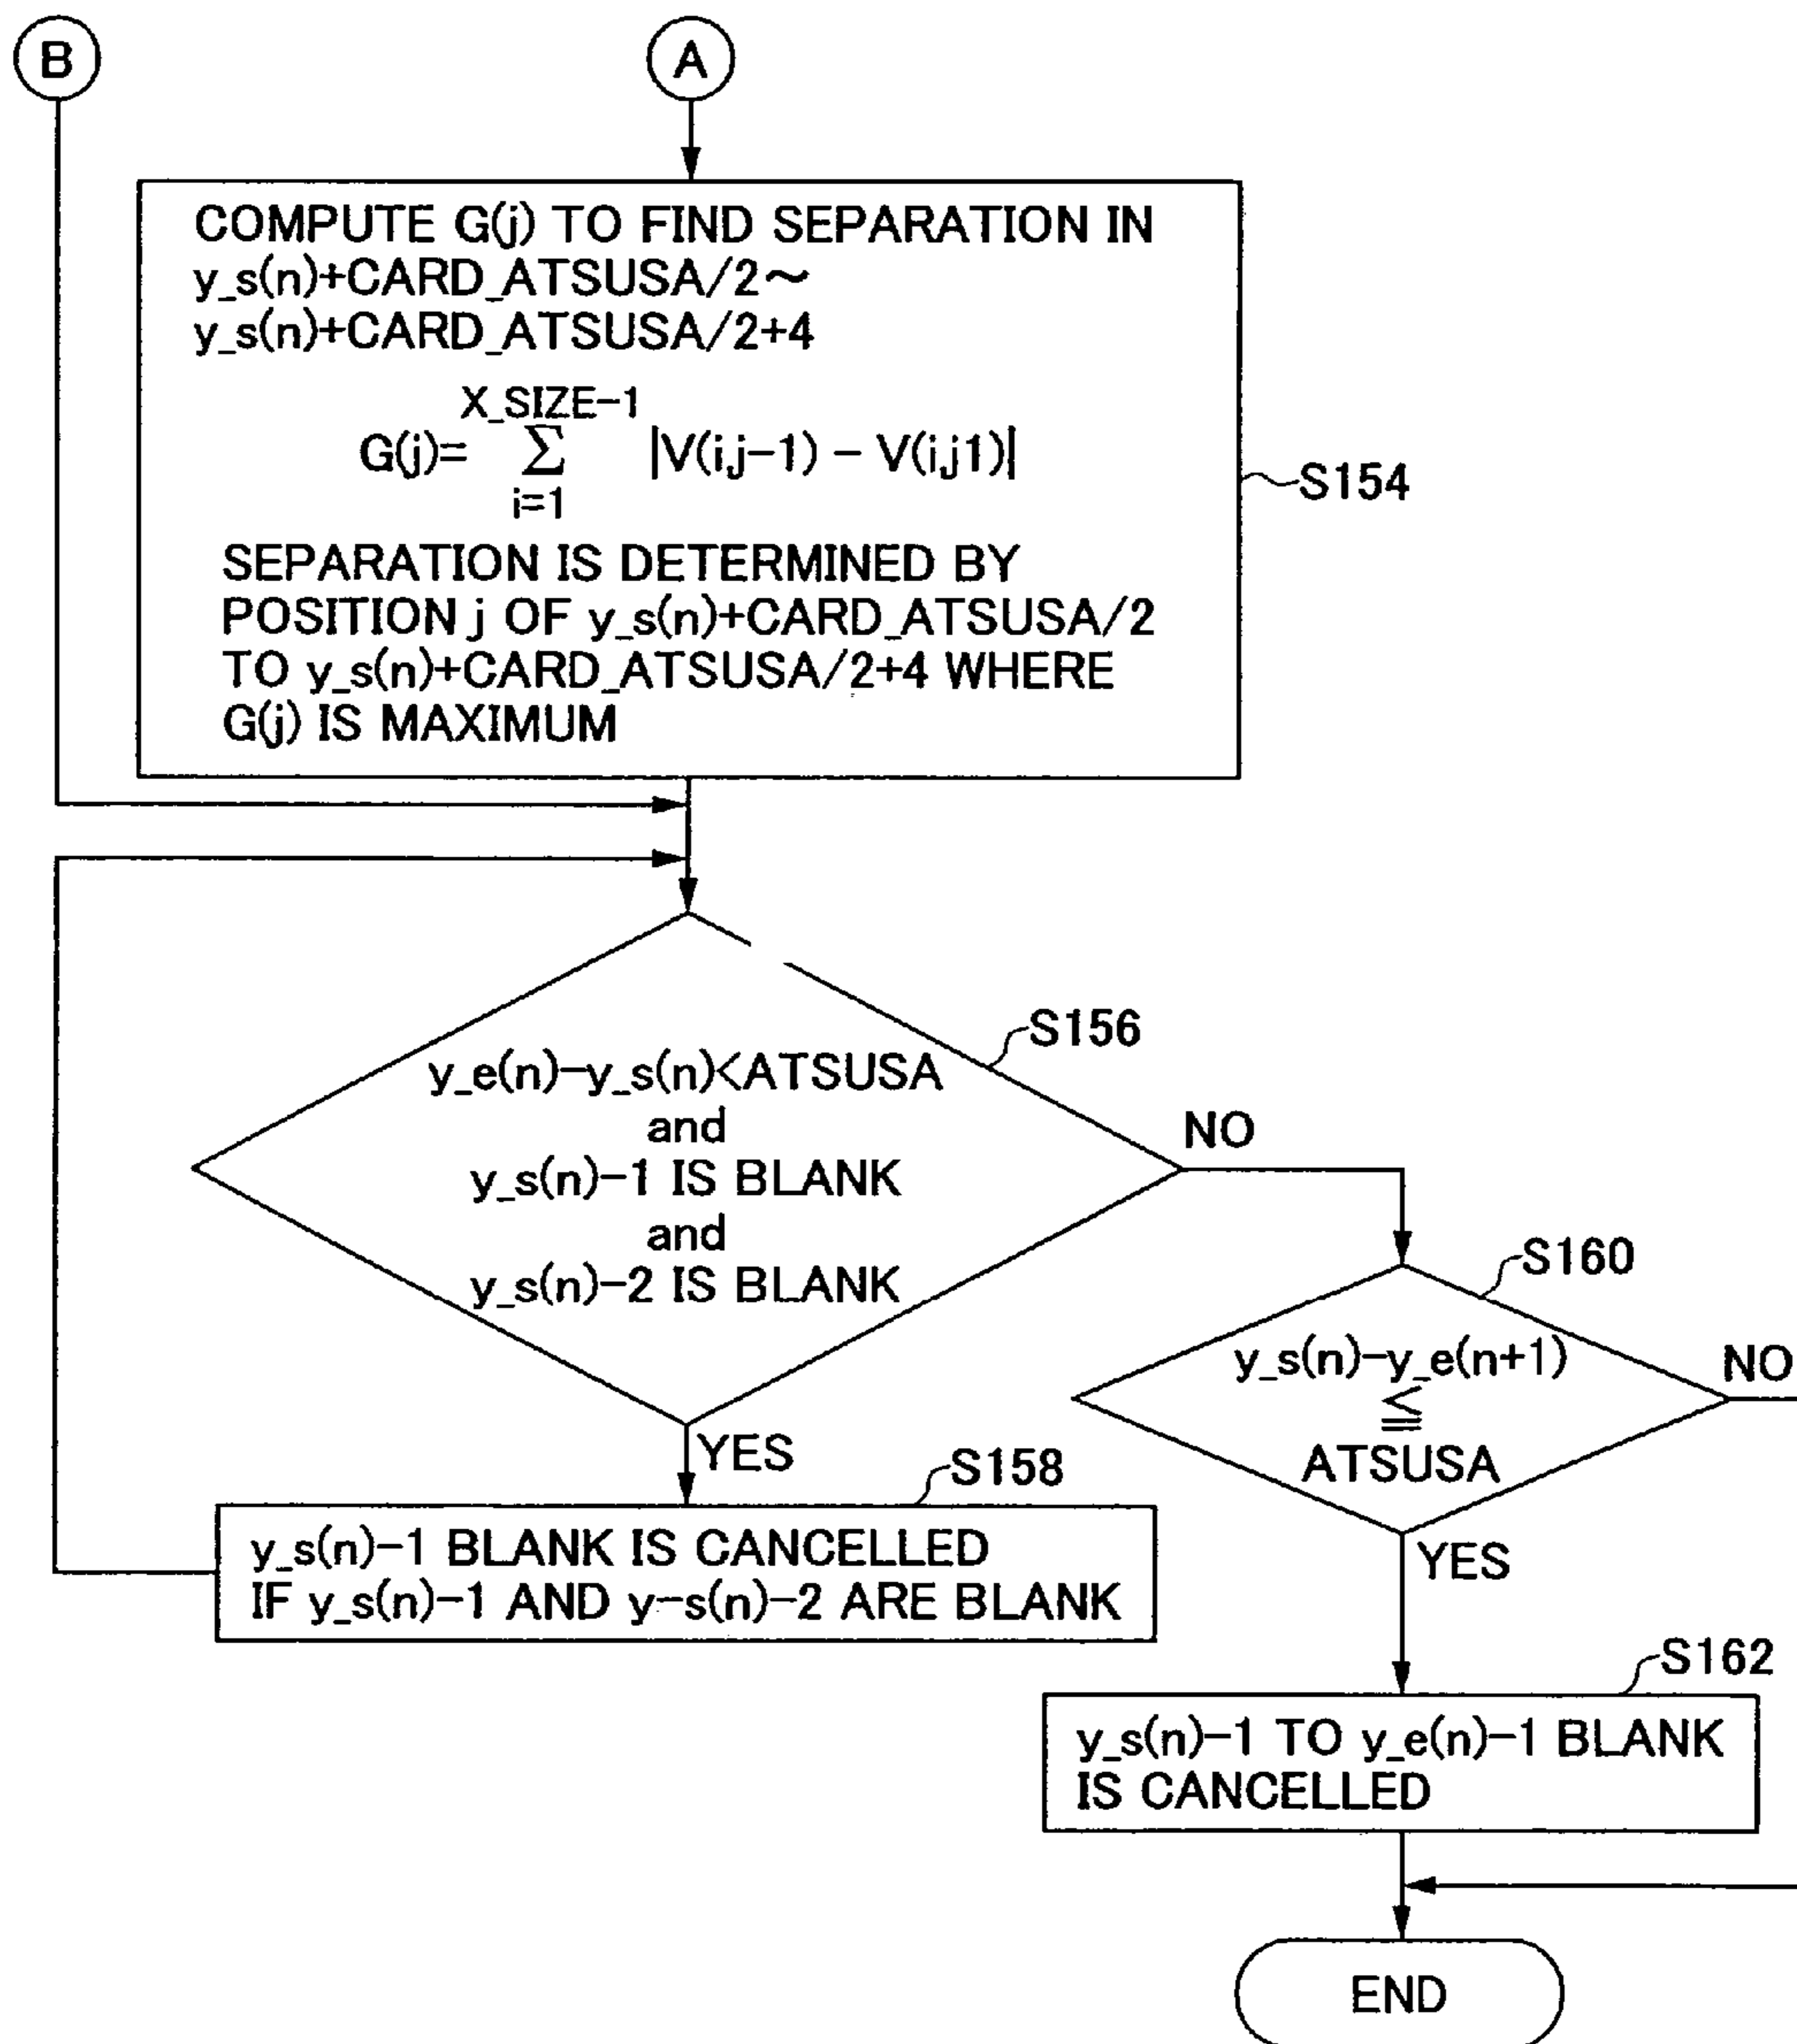 B
A
COMPUTE G(j) TO FIND SEPARATION IN
y_s(n)+CARD_ATSUSA/2～
y_s(n)+CARD_ATSUSA/2+4
X_SIZE-1
G(j)= Σ |V(i,j-1) - V(i,j1)|
i=1
S154
SEPARATION IS DETERMINED BY
POSITION j OF y_s(n)+CARD_ATSUSA/2
TO y_s(n)+CARD_ATSUSA/2+4 WHERE
G(j) IS MAXIMUM
S156
y_e(n)-y_s(n)<ATSUSA
and
y_s(n)-1 IS BLANK
and
y_s(n)-2 IS BLANK
NO
YES
S158
y_s(n)-1 BLANK IS CANCELLED
IF y_s(n)-1 AND y-s(n)-2 ARE BLANK
S160
y_s(n)-y_e(n+1)
≦
ATSUSA
NO
YES
S162
y_s(n)-1 TO y_e(n)-1 BLANK
IS CANCELLED
END